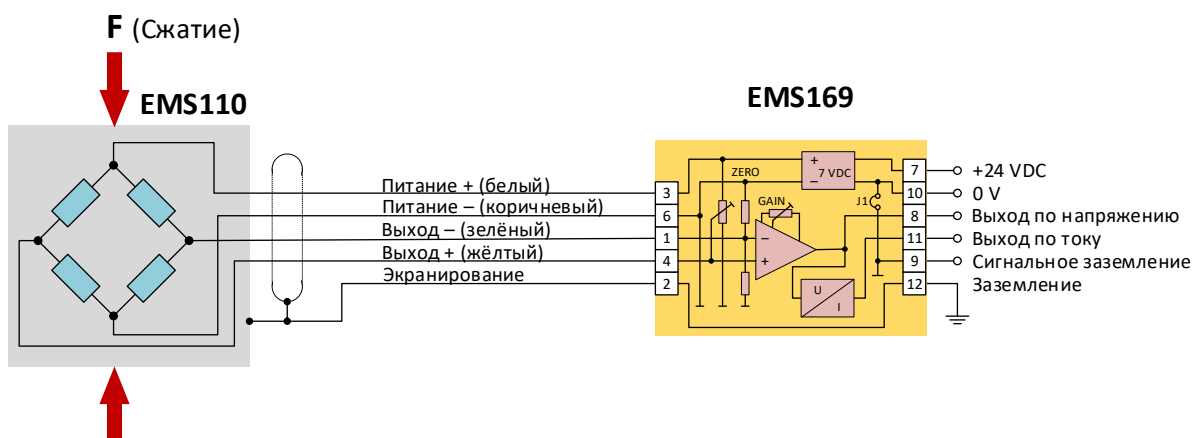 F (Сжатие)
EMS110
EMS169
Питание + (белый)
Питание – (коричневый)
Выход – (зелёный)
Выход + (жёлтый)
Экранирование
3
6
1
4
2
ZERO
GAIN
+
–
7 VDC
J1
–
+
U
I
7
10
8
11
9
12
+24 VDC
0 V
Выход по напряжению
Выход по току
Сигнальное заземление
Заземление